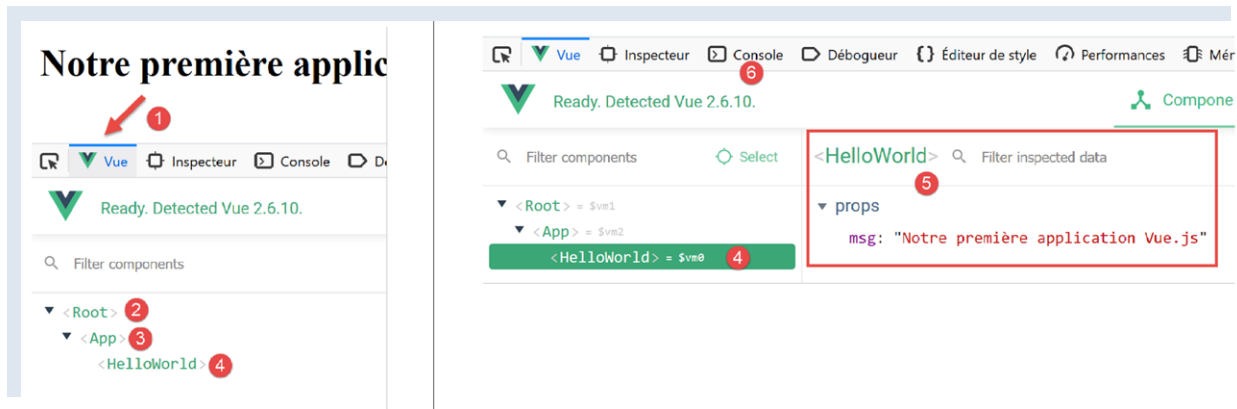 Notre première applic
1
Vue Inspecteur Console D
Ready. Detected Vue 2.6.10.
Filter components
<Root> 2
<App> 3
<HelloWorld> 4
Vue Inspecteur Console Débogueur {} Éditeur de style Performances Mér
6
Ready. Detected Vue 2.6.10.
Compone
Filter components Select
<HelloWorld> Filter inspected data
5
<Root> = $vm1
<App> = $vm2
<HelloWorld> = $vm0 4
props
msg: "Notre première application Vue.js"